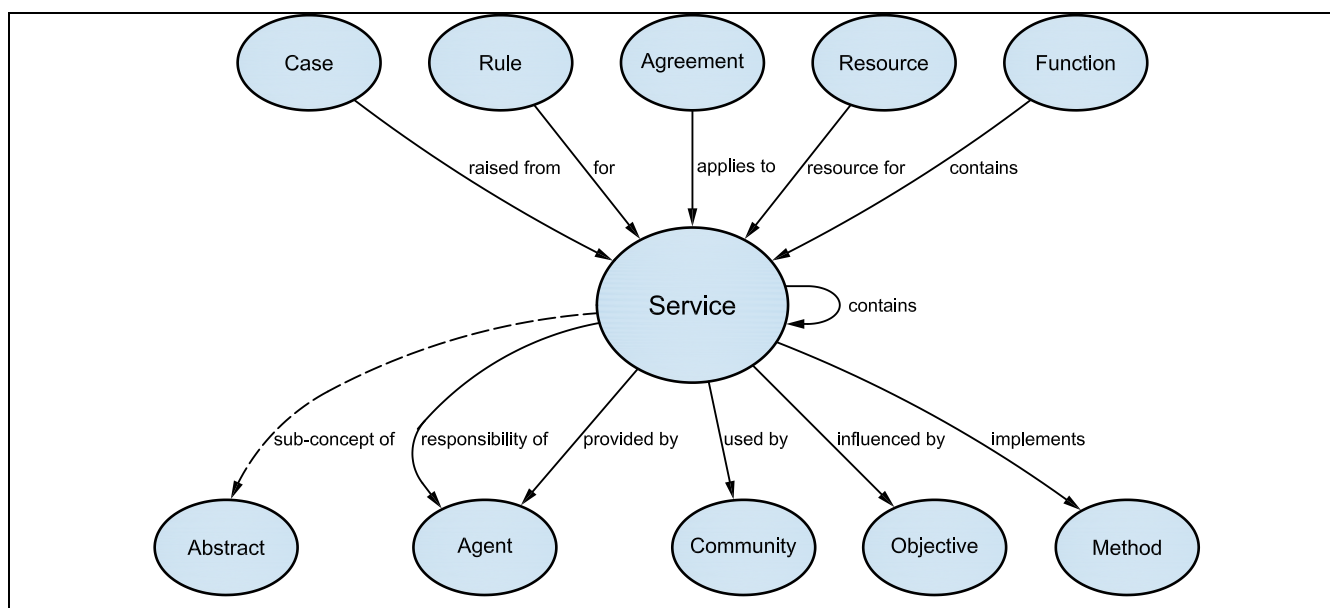 Case
Rule
Agreement
Resource
Function
raised from
for
applies to
resource for
contains
Service
contains
sub-concept of
responsibility of
provided by
used by
influenced by
implements
Abstract
Agent
Community
Objective
Method